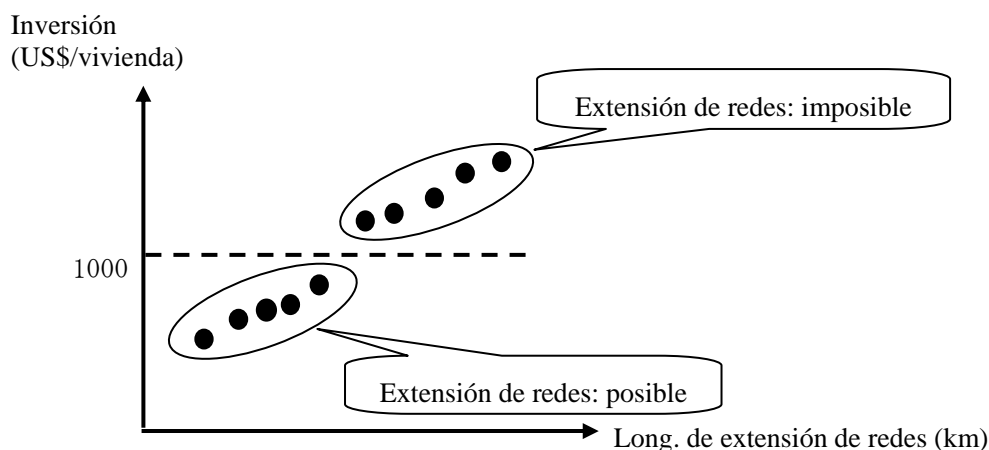 Inversión
(US$/vivienda)
Extensión de redes: imposible
1000
Extensión de redes: posible
Long. de extensión de redes (km)